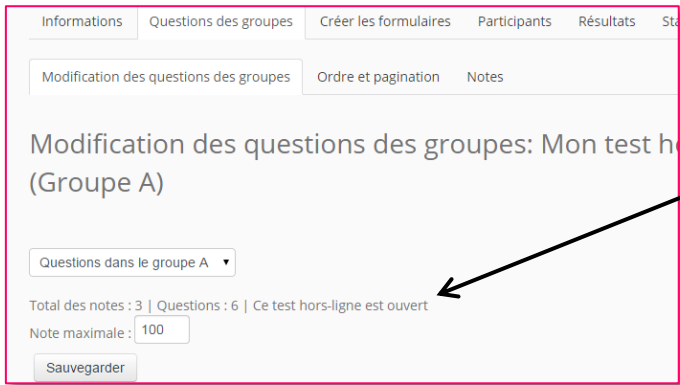 Informations Questions des groupes Créer les formulaires Participants Résultats
Modification des questions des groupes Ordre et pagination Notes
Modification des questions des groupes: Mon test
(Groupe A)
Questions dans le groupe A
Total des notes : 3 | Questions : 6 | Ce test hors-ligne est ouvert
Note maximale : 100
Sauvegarder